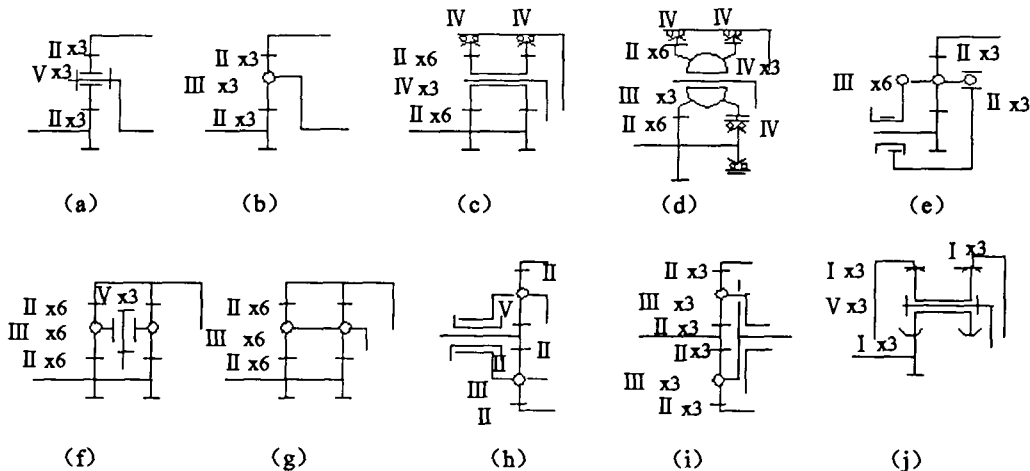 Ⅱ x3
Ⅴ x3
Ⅱ x3
(a)
Ⅱ x3
Ⅲ x3
Ⅱ x3
(b)
Ⅳ Ⅳ
Ⅱ x6
Ⅳ x3
Ⅱ x6
(c)
Ⅳ Ⅳ
Ⅱ x6
Ⅳ x3
Ⅲ x3
Ⅱ x6
Ⅳ
(d)
Ⅱ x3
Ⅲ x6
Ⅱ x3
(e)
Ⅱ x6
Ⅴ x3
Ⅲ x6
Ⅱ x6
(f)
Ⅱ x6
Ⅲ x6
Ⅱ x6
(g)
Ⅱ
Ⅴ
Ⅱ
Ⅱ
Ⅲ
Ⅱ
(h)
Ⅱ x3
Ⅲ x3
Ⅱ x3
Ⅱ x3
Ⅲ x3
Ⅱ x3
(i)
Ⅰ x3
Ⅰ x3
Ⅴ x3
Ⅰ x3
(j)